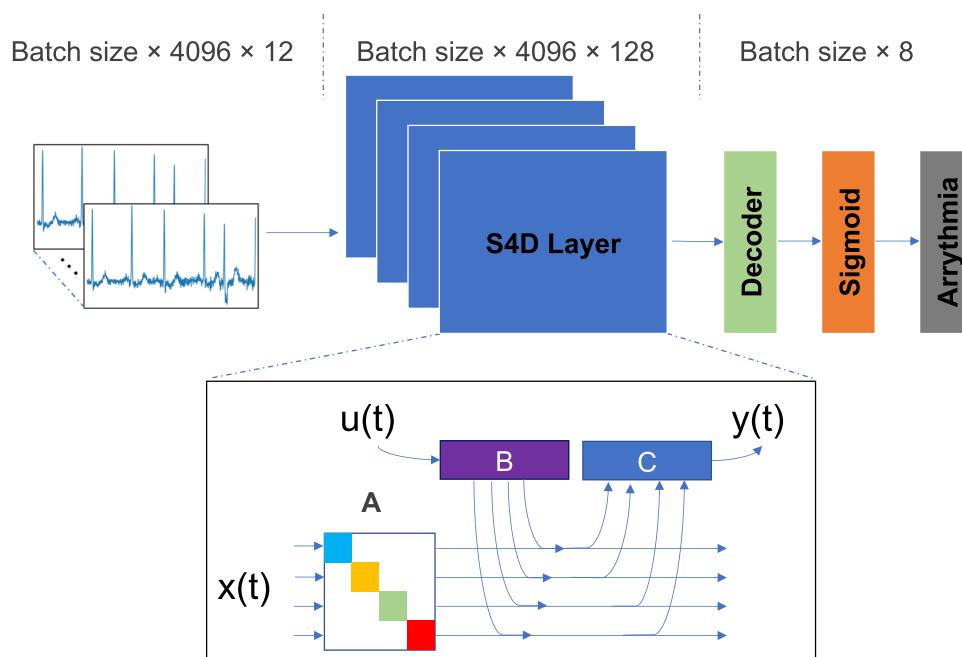 Batch size × 4096 × 12
Batch size × 4096 × 128
Batch size × 8
S4D Layer
Decoder
Sigmoid
Arrythmia
u(t)
y(t)
B
C
A
x(t)